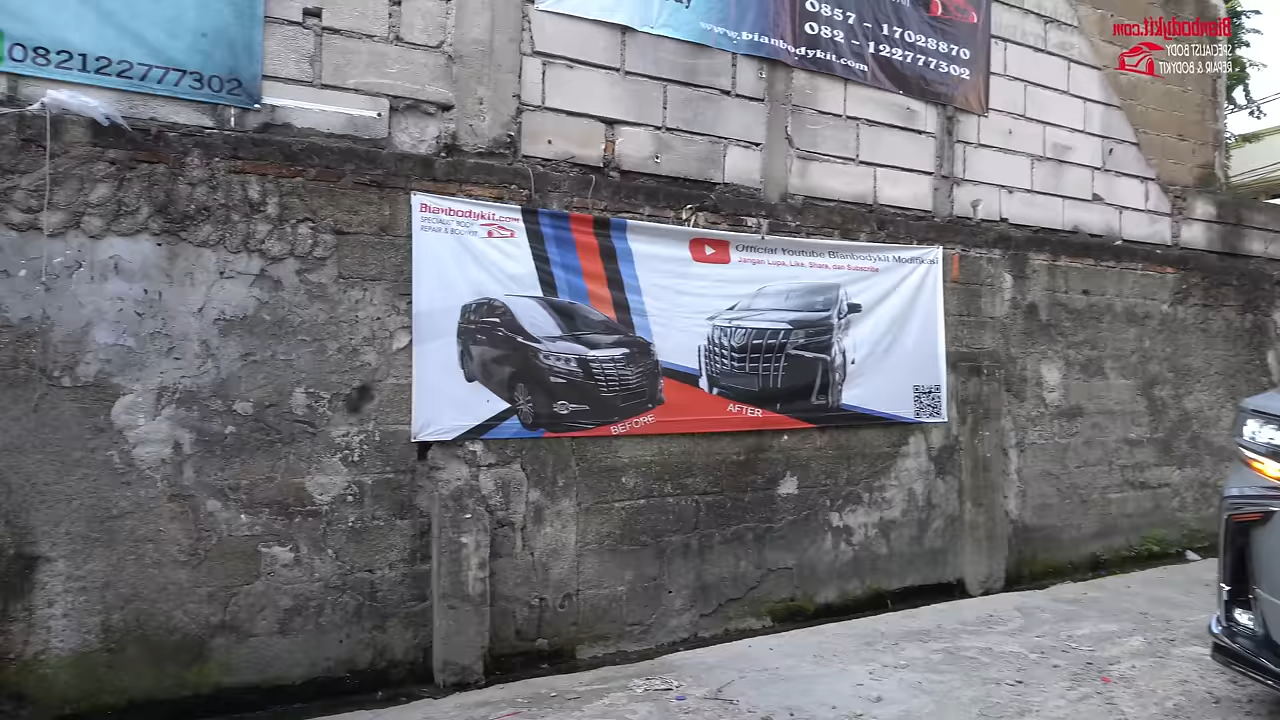 082122777302
0857 - 17028870
082 - 122777302
www.bianbodykit.com
Bianbodykit.com
SPECIALIST BODY
REPAIR & BODYKIT
Bianbodykit.com
SPECIALIST BODY
REPAIR & BODYKIT
Official Youtube Bianbodykit Modifikasi
Jangan Lupa, Like, Share, dan Subscribe
BEFORE
AFTER